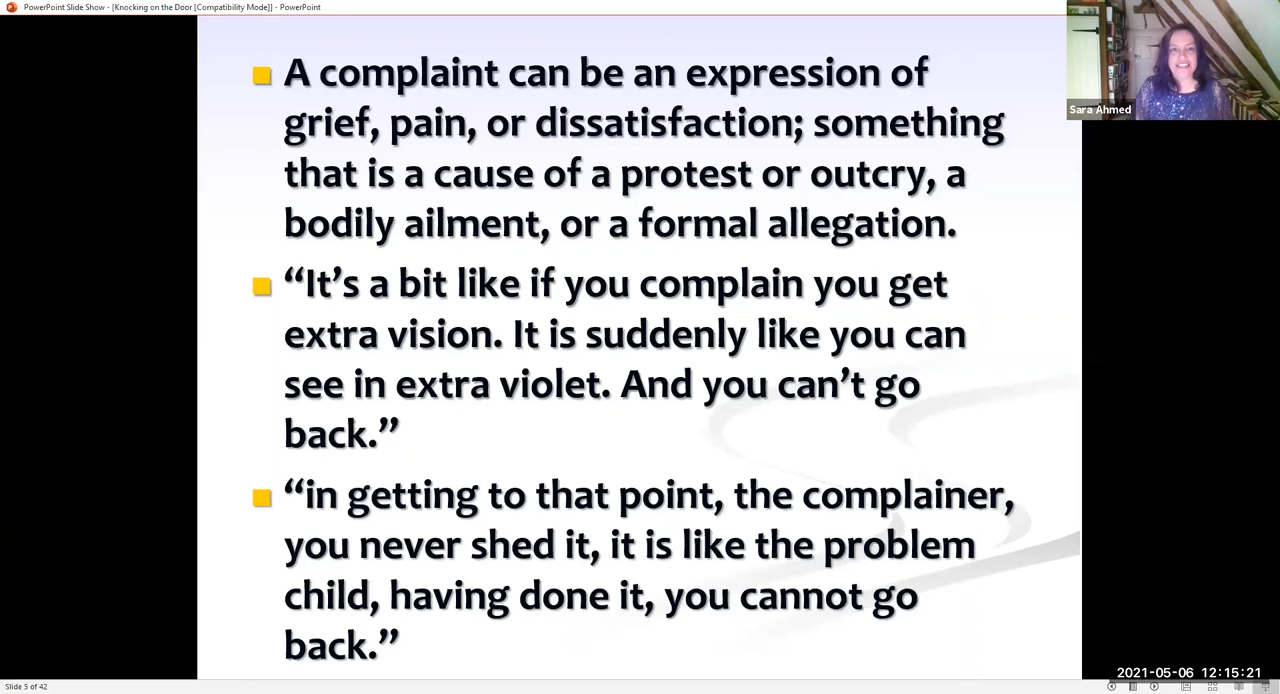 PowerPoint Slide Show - [Knocking on the Door [Compatibility Mode]] - PowerPoint
A complaint can be an expression of
grief, pain, or dissatisfaction; something
that is a cause of a protest or outcry, a
bodily ailment, or a formal allegation.
“It’s a bit like if you complain you get
extra vision. It is suddenly like you can
see in extra violet. And you can’t go
back.”
“in getting to that point, the complainer,
you never shed it, it is like the problem
child, having done it, you cannot go
back.”
Sara Ahmed
2021-05-06 12:15:21
Slide 5 of 42